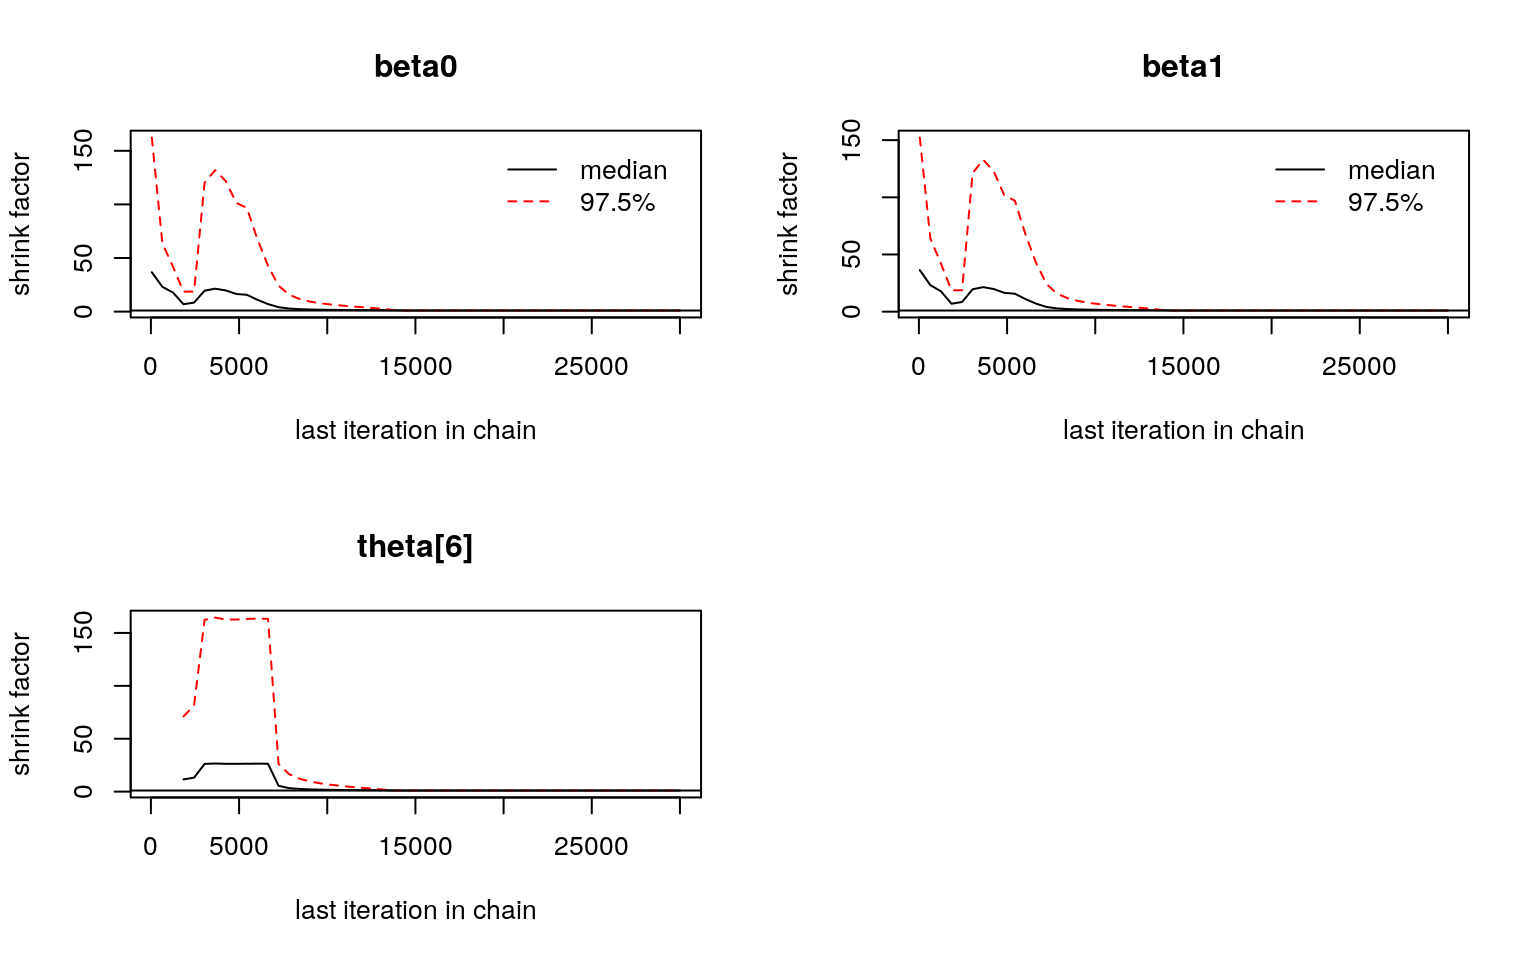 beta0
shrink factor
150
50
0
median
97.5%
0 5000 15000 25000
last iteration in chain
beta1
shrink factor
150
50
0
median
97.5%
0 5000 15000 25000
last iteration in chain
theta[6]
shrink factor
150
50
0
0 5000 15000 25000
last iteration in chain